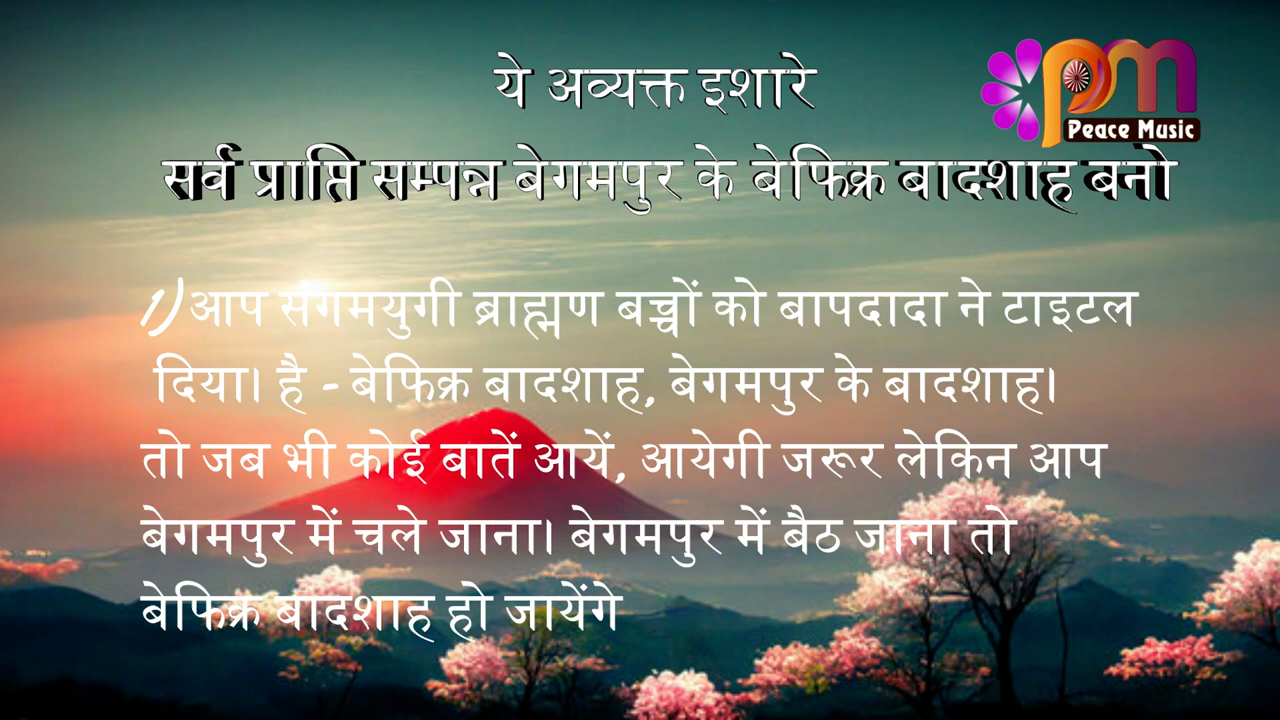 ये अव्यक्त इशारे
pm
Peace Music
सर्व प्राप्ति सम्पन्न बेगमपुर के बेफिक्र बादशाह बनो
1) आप संगमयुगी ब्राह्मण बच्चों को बापदादा ने टाइटल
दिया। है - बेफिक्र बादशाह, बेगमपुर के बादशाह।
तो जब भी कोई बातें आयें, आयेगी जरूर लेकिन आप
बेगमपुर में चले जाना। बेगमपुर में बैठ जाना तो
बेफिक्र बादशाह हो जायेंगे